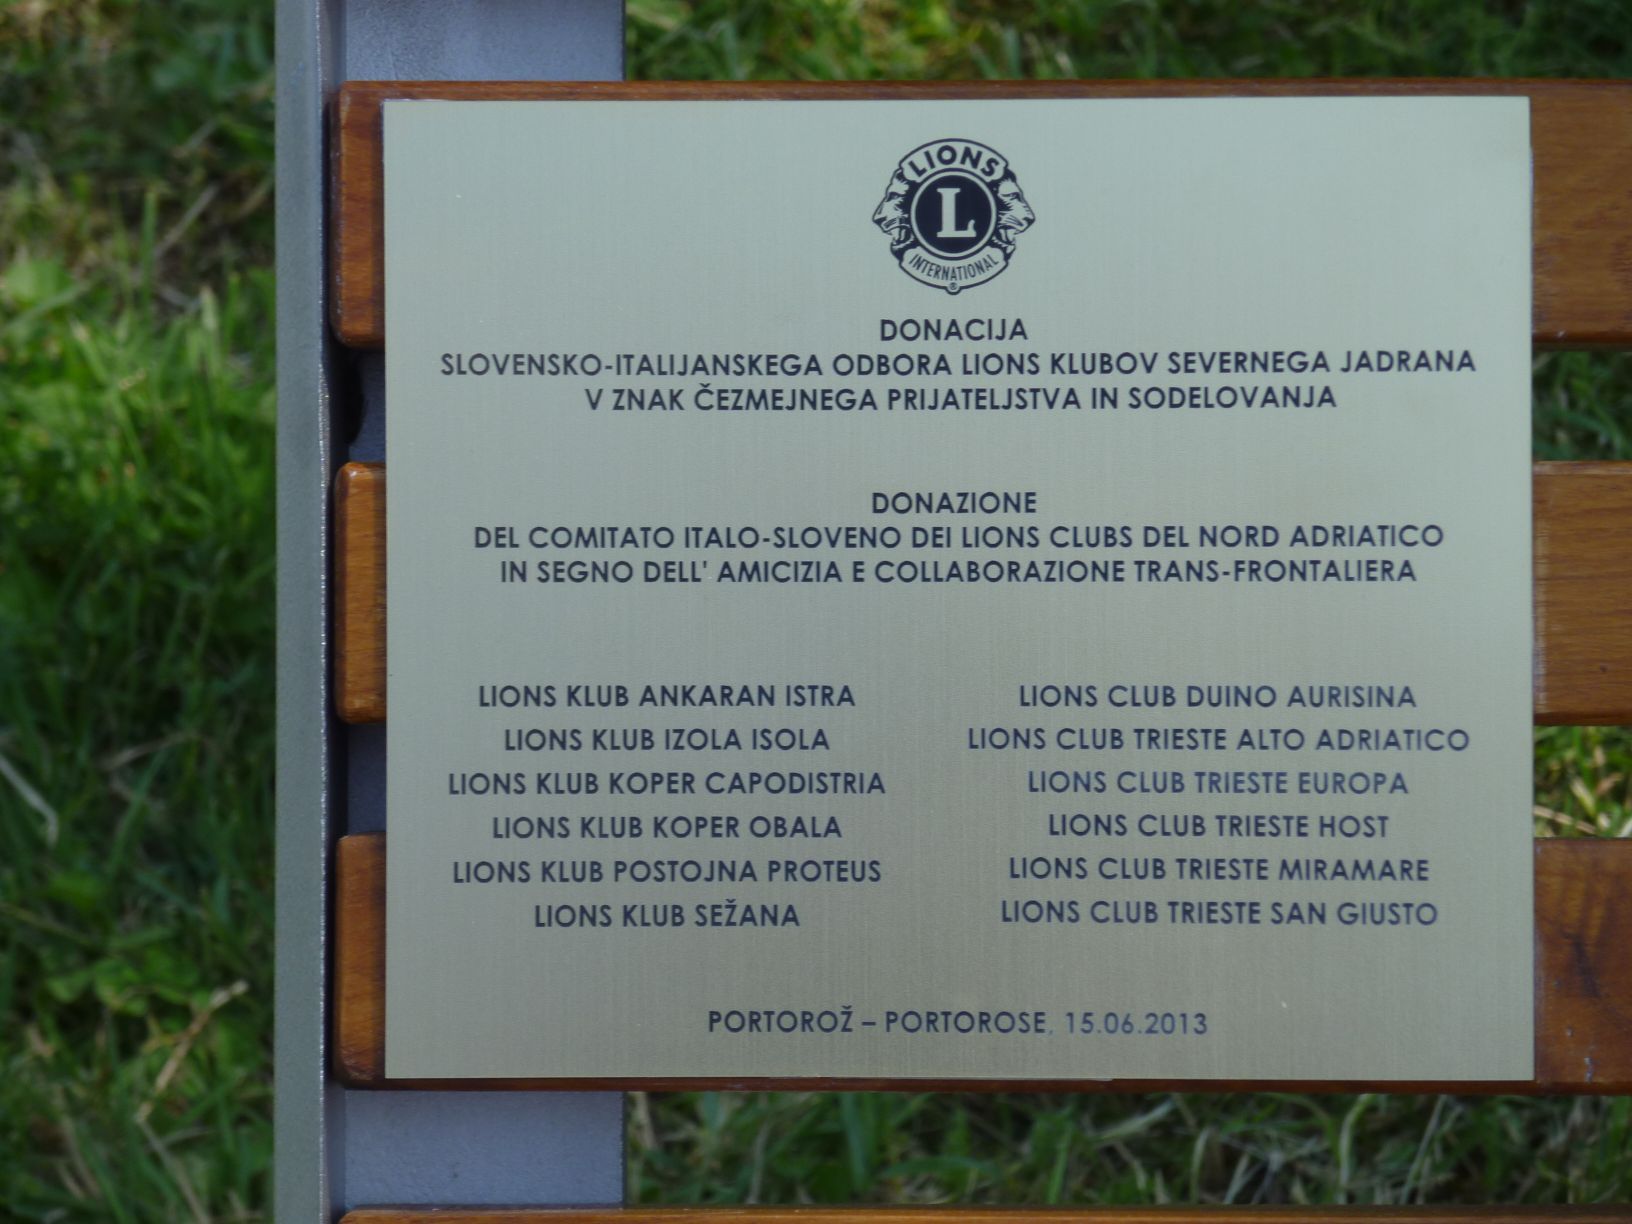 LIONS
L
INTERNATIONAL
®
DONACIJA
SLOVENSKO-ITALIJANSKEGA ODBORA LIONS KLUBOV SEVERNEGA JADRANA
V ZNAK ČEZMEJNEGA PRIJATELJSTVA IN SODELOVANJA
DONAZIONE
DEL COMITATO ITALO-SLOVENO DEI LIONS CLUBS DEL NORD ADRIATICO
IN SEGNO DELL' AMICIZIA E COLLABORAZIONE TRANS-FRONTALIERA
LIONS KLUB ANKARAN ISTRA
LIONS KLUB IZOLA ISOLA
LIONS KLUB KOPER CAPODISTRIA
LIONS KLUB KOPER OBALA
LIONS KLUB POSTOJNA PROTEUS
LIONS KLUB SEŽANA
LIONS CLUB DUINO AURISINA
LIONS CLUB TRIESTE ALTO ADRIATICO
LIONS CLUB TRIESTE EUROPA
LIONS CLUB TRIESTE HOST
LIONS CLUB TRIESTE MIRAMARE
LIONS CLUB TRIESTE SAN GIUSTO
PORTOROŽ – PORTOROSE, 15.06.2013